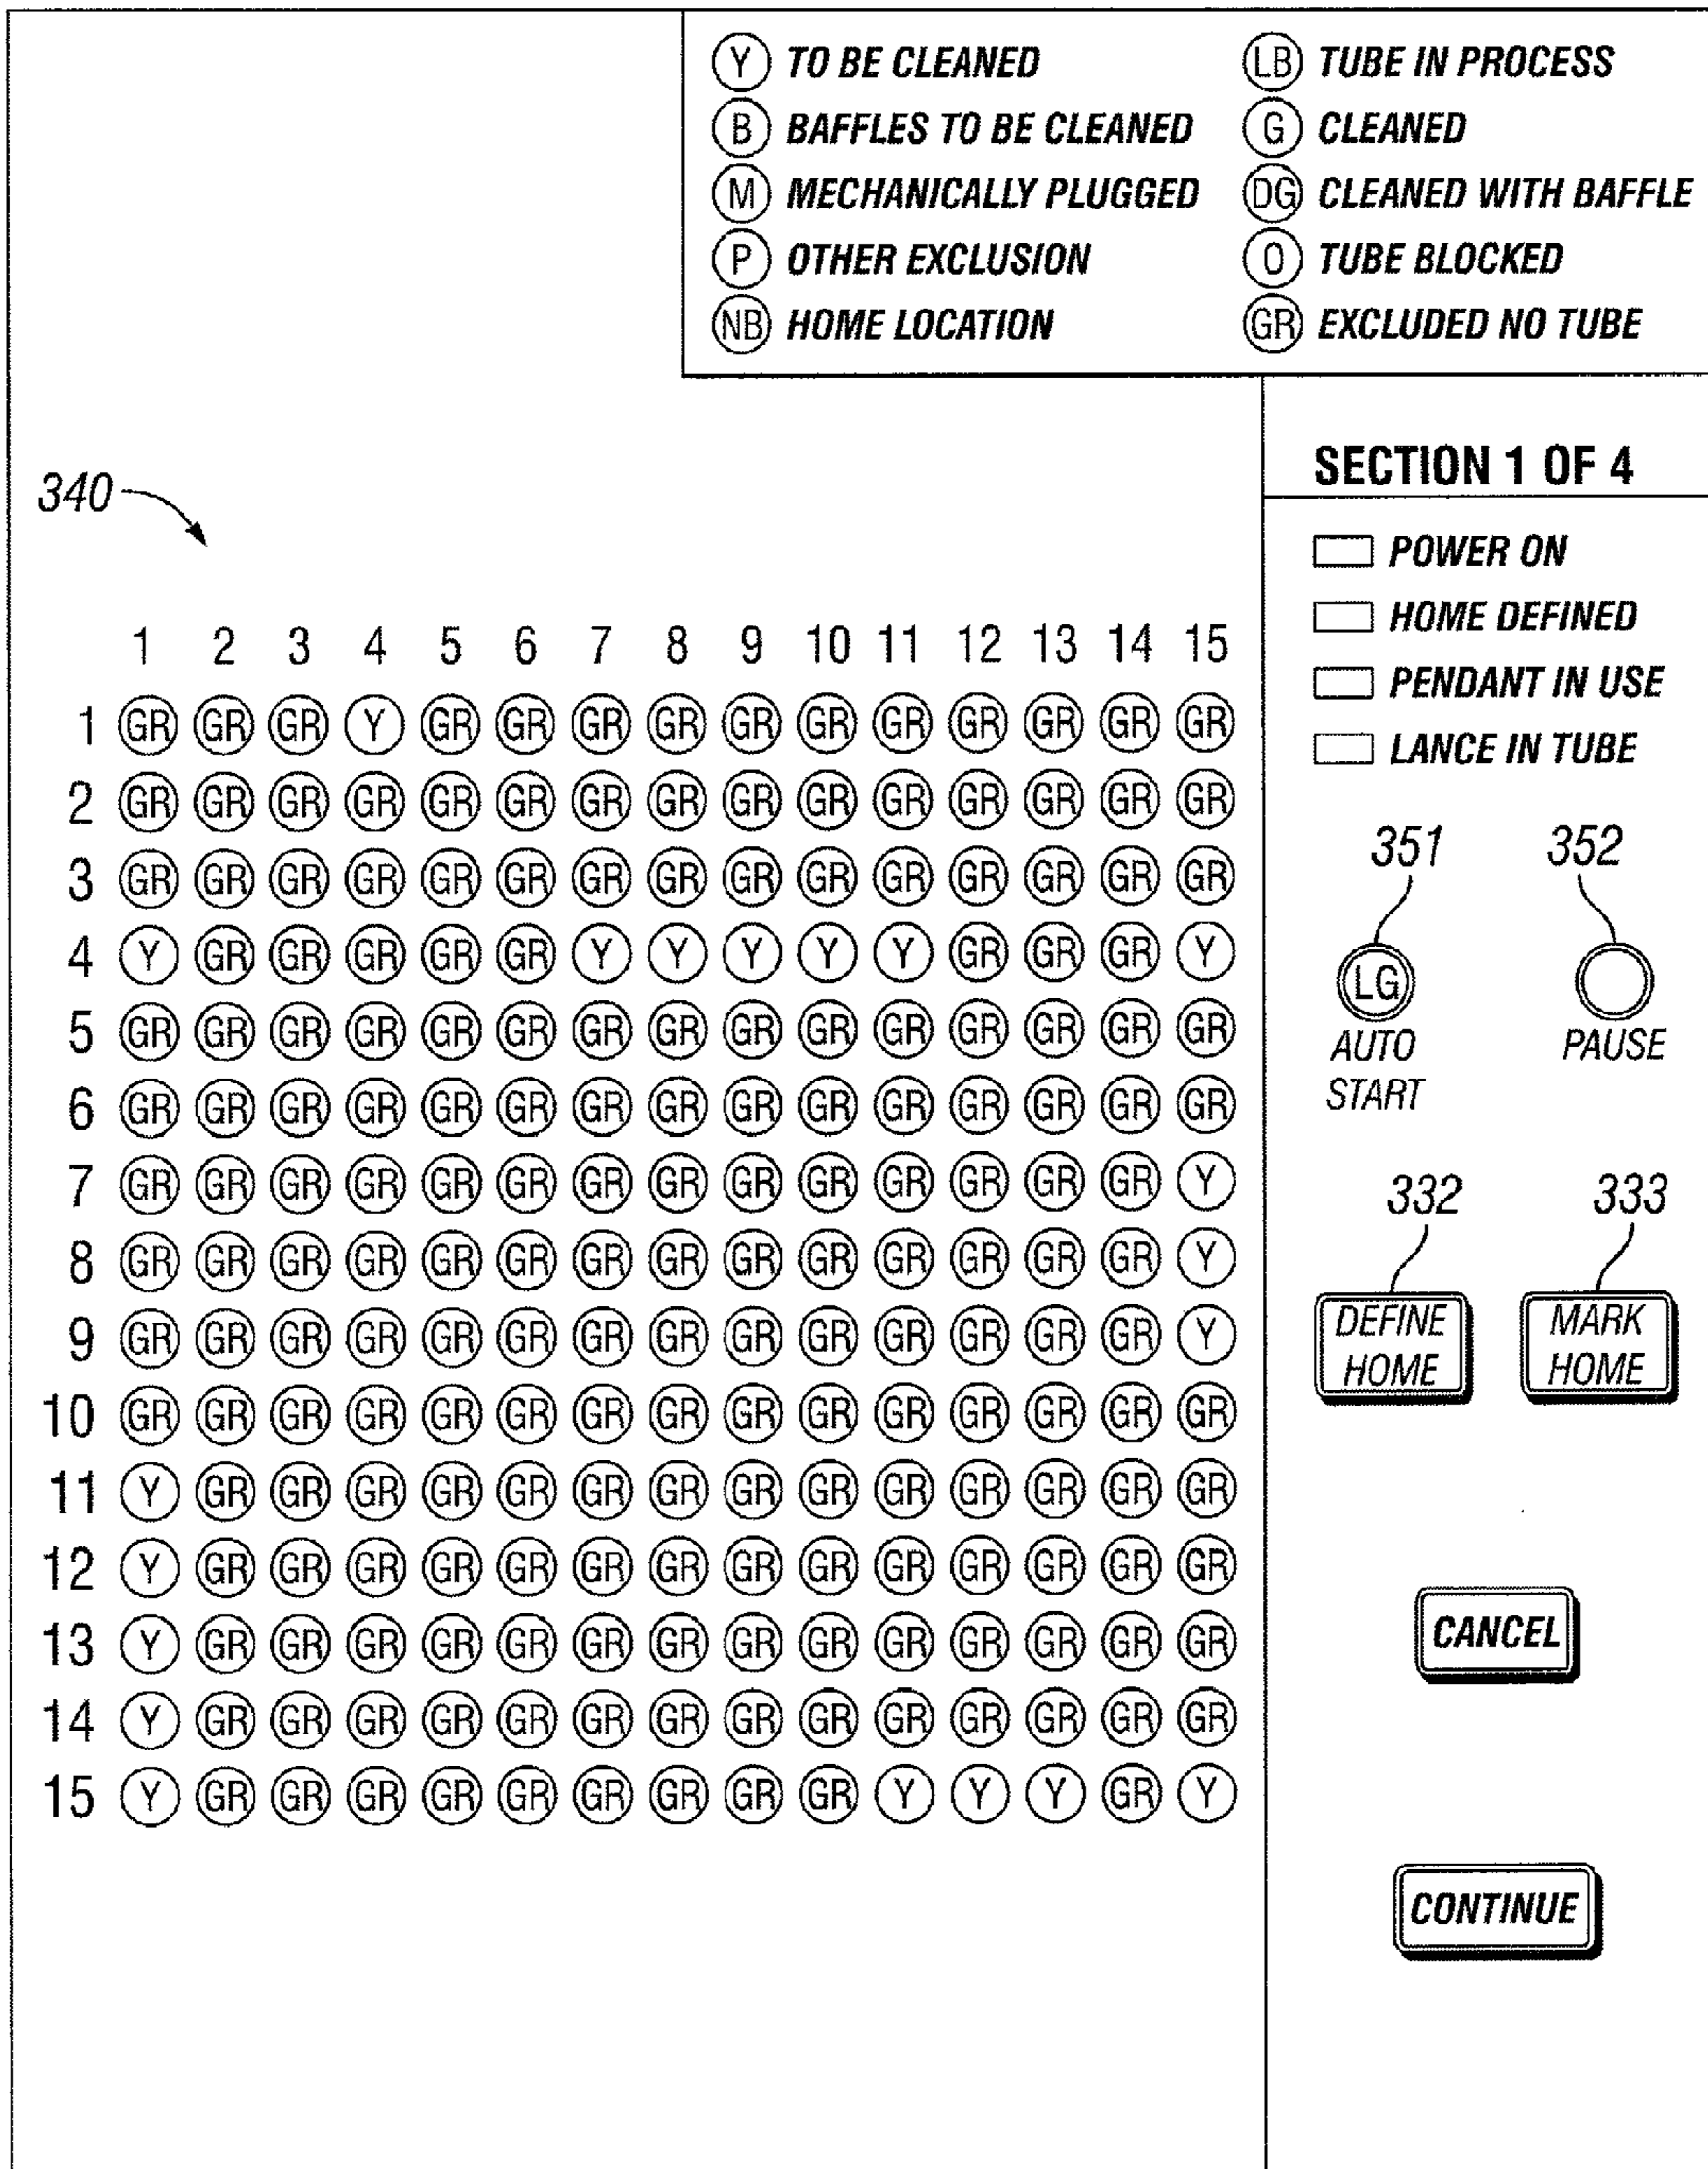 Y TO BE CLEANED LB TUBE IN PROCESS
B BAFFLES TO BE CLEANED G CLEANED
M MECHANICALLY PLUGGED DG CLEANED WITH BAFFLE
P OTHER EXCLUSION O TUBE BLOCKED
NB HOME LOCATION GR EXCLUDED NO TUBE
340
1 2 3 4 5 6 7 8 9 10 11 12 13 14 15
1 GR GR GR Y GR GR GR GR GR GR GR GR GR GR GR
2 GR GR GR GR GR GR GR GR GR GR GR GR GR GR GR
3 GR GR GR GR GR GR GR GR GR GR GR GR GR GR GR
4 Y GR GR GR GR GR Y Y Y Y Y GR GR GR Y
5 GR GR GR GR GR GR GR GR GR GR GR GR GR GR GR
6 GR GR GR GR GR GR GR GR GR GR GR GR GR GR GR
7 GR GR GR GR GR GR GR GR GR GR GR GR GR GR Y
8 GR GR GR GR GR GR GR GR GR GR GR GR GR GR Y
9 GR GR GR GR GR GR GR GR GR GR GR GR GR GR Y
10 GR GR GR GR GR GR GR GR GR GR GR GR GR GR GR
11 Y GR GR GR GR GR GR GR GR GR GR GR GR GR GR
12 Y GR GR GR GR GR GR GR GR GR GR GR GR GR GR
13 Y GR GR GR GR GR GR GR GR GR GR GR GR GR GR
14 Y GR GR GR GR GR GR GR GR GR GR GR GR GR GR
15 Y GR GR GR GR GR GR GR GR GR Y Y Y GR Y
SECTION 1 OF 4
POWER ON
HOME DEFINED
PENDANT IN USE
LANCE IN TUBE
351 352
LG
AUTO PAUSE
START
332 333
DEFINE MARK
HOME HOME
CANCEL
CONTINUE